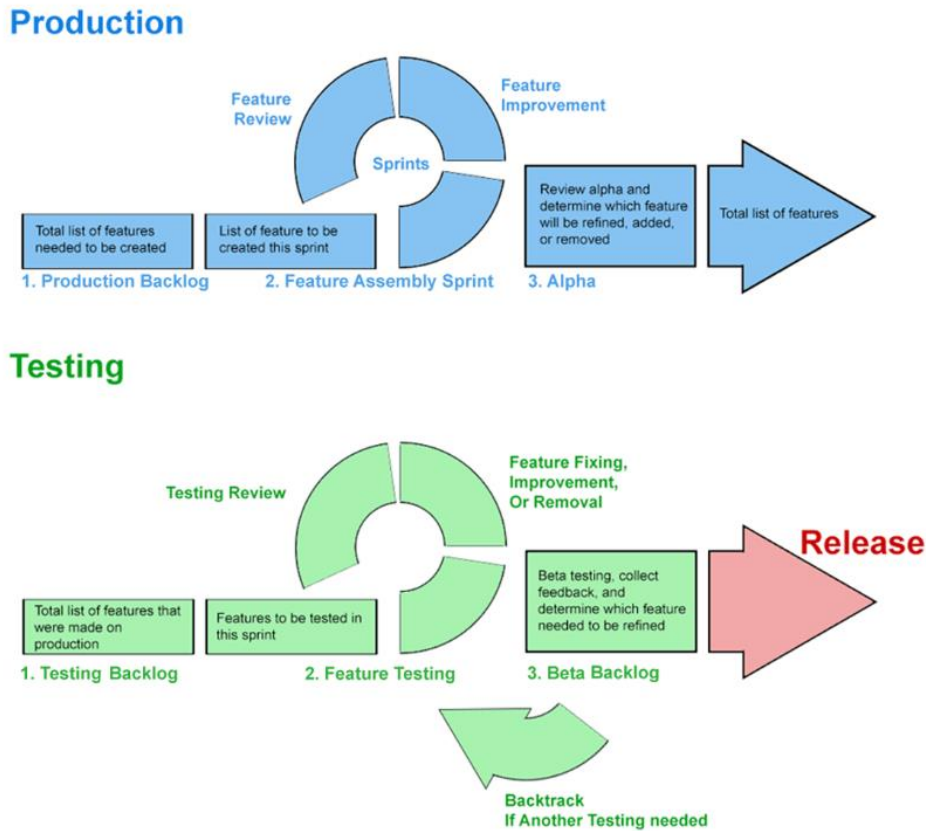 Production
Feature
Review
Feature
Improvement
Sprints
Total list of features
needed to be created
List of feature to be
created this sprint
Review alpha and
determine which feature
will be refined, added,
or removed
Total list of features
1. Production Backlog
2. Feature Assembly Sprint
3. Alpha
Testing
Testing Review
Feature Fixing,
Improvement,
Or Removal
Release
Total list of features that
were made on
production
Features to be tested in
this sprint
Beta testing, collect
feedback, and
determine which feature
needed to be refined
1. Testing Backlog
2. Feature Testing
3. Beta Backlog
Backtrack
If Another Testing needed